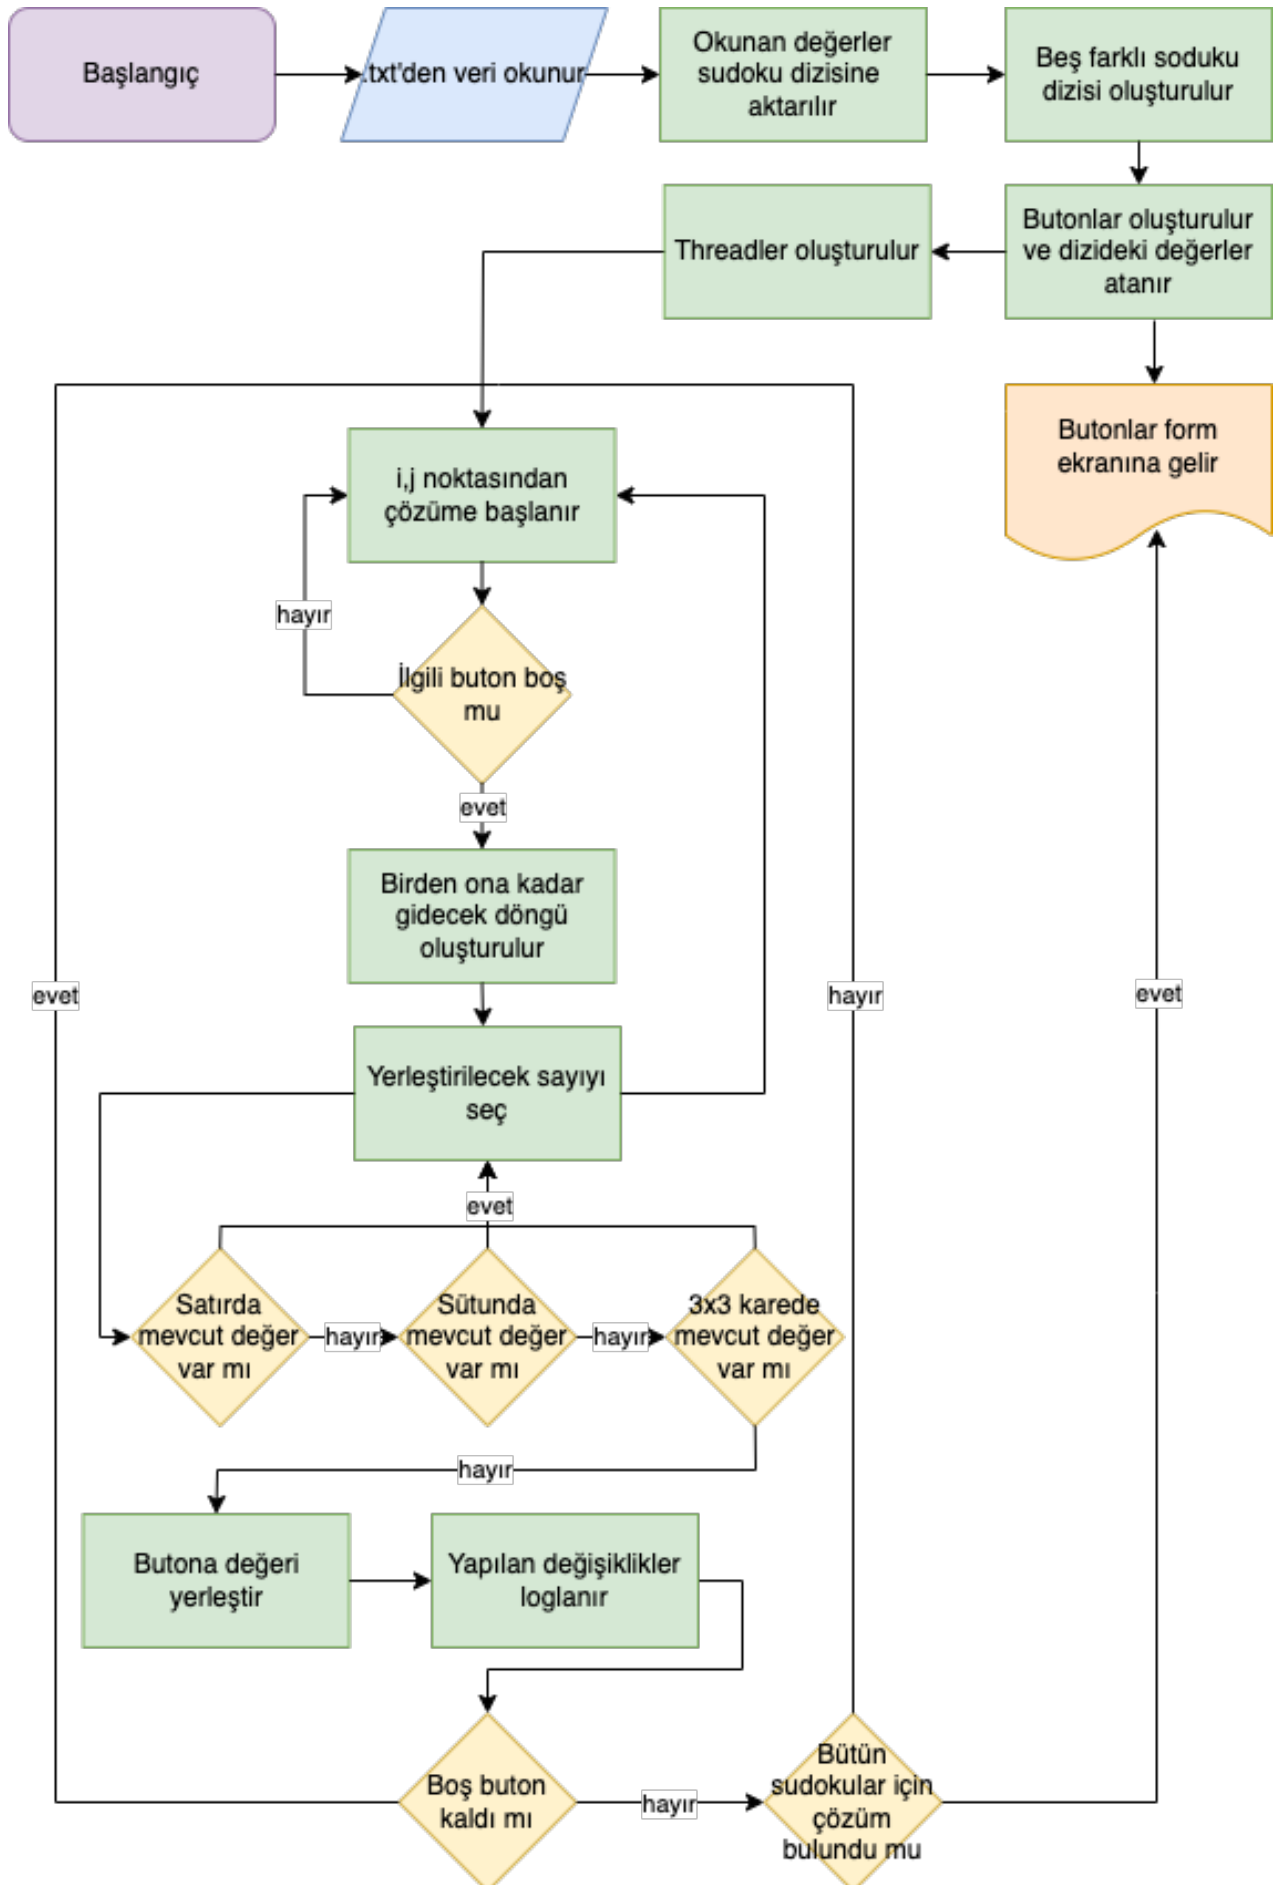 Başlangıç
.txt'den veri okunur
Okunan değerler
sudoku dizisine
aktarılır
Beş farklı soduku
dizisi oluşturulur
Threadler oluşturulur
Butonlar oluşturulur
ve dizideki değerler
atanır
Butonlar form
ekranına gelir
i,j noktasından
çözüme başlanır
hayır
İlgili buton boş
mu
evet
Birden ona kadar
gidecek döngü
oluşturulur
evet
hayır
evet
Yerleştirilecek sayıyı
seç
evet
Satırda
mevcut değer
var mı
hayır
Sütunda
mevcut değer
var mı
hayır
3x3 karede
mevcut değer
var mı
hayır
Butona değeri
yerleştir
Yapılan değişiklikler
loglanır
Boş buton
kaldı mı
hayır
Bütün
sudokular için
çözüm
bulundu mu